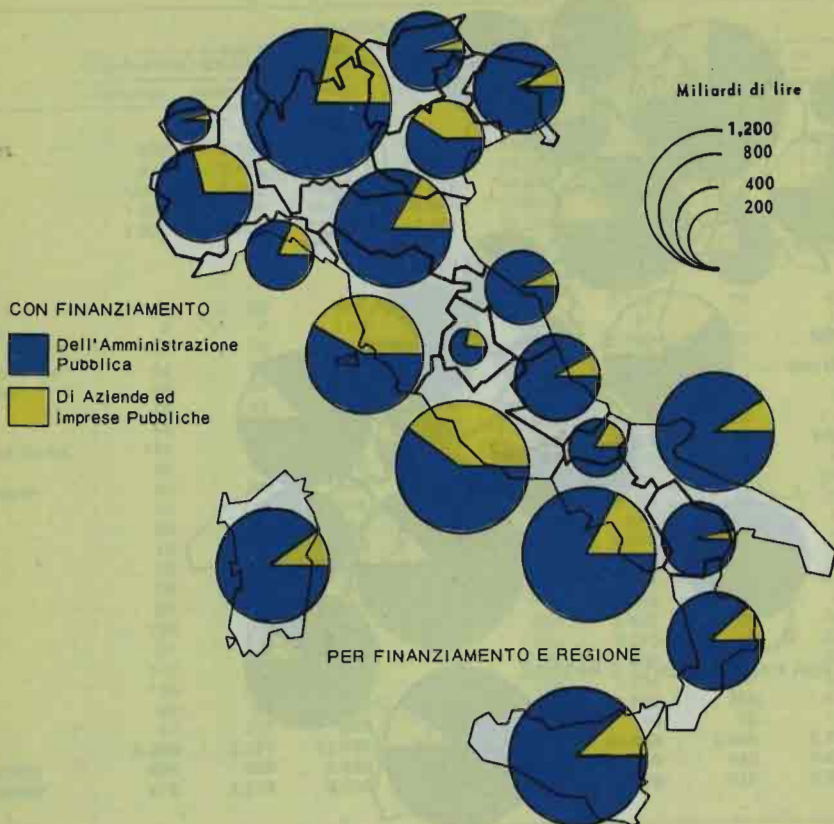 Miliardi di lire
1,200
800
400
200
CON FINANZIAMENTO
Dell'Amministrazione
Pubblica
Di Aziende ed
Imprese Pubbliche
PER FINANZIAMENTO E REGIONE